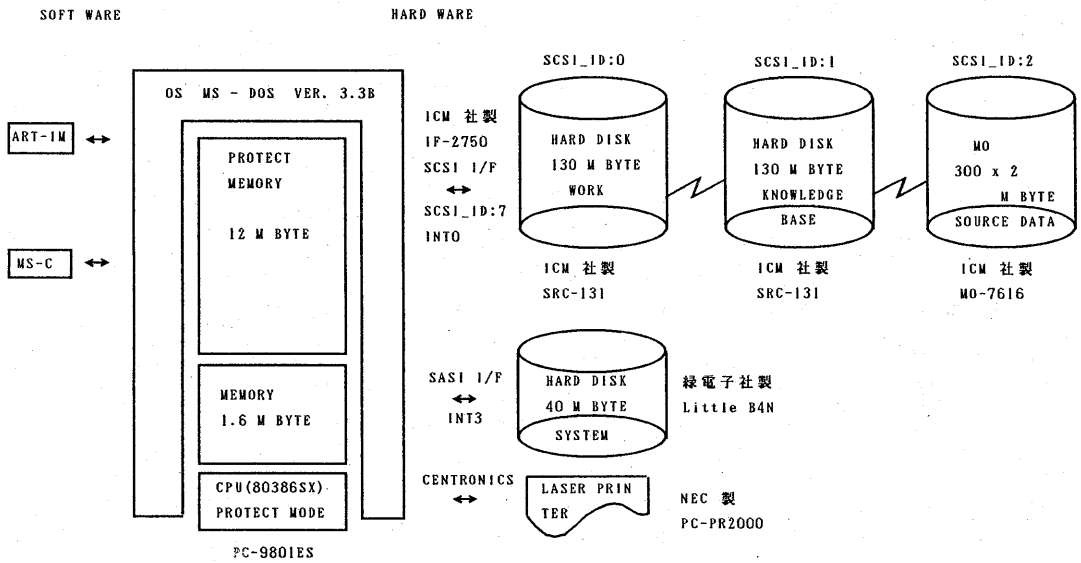 SOFT WARE
HARD WARE
OS MS - DOS VER. 3.3B
ART-IM
MS-C
PROTECT
MEMORY
12 M BYTE
MEMORY
1.6 M BYTE
CPU(80386SX)
PROTECT MODE
PC-9801ES
ICM 社製
IF-2750
SCSI I/F
SCSI_ID:7
INT0
SCSI_ID:0
HARD DISK
130 M BYTE
WORK
ICM 社製
SRC-131
SCSI_ID:1
HARD DISK
130 M BYTE
KNOWLEDGE
BASE
ICM 社製
SRC-131
SCSI_ID:2
MO
300 x 2
M BYTE
SOURCE DATA
ICM 社製
MO-7616
SASI I/F
INT3
HARD DISK
40 M BYTE
SYSTEM
緑電子社製
Little B4N
CENTRONICS
LASER PRIN
TER
NEC 製
PC-PR2000